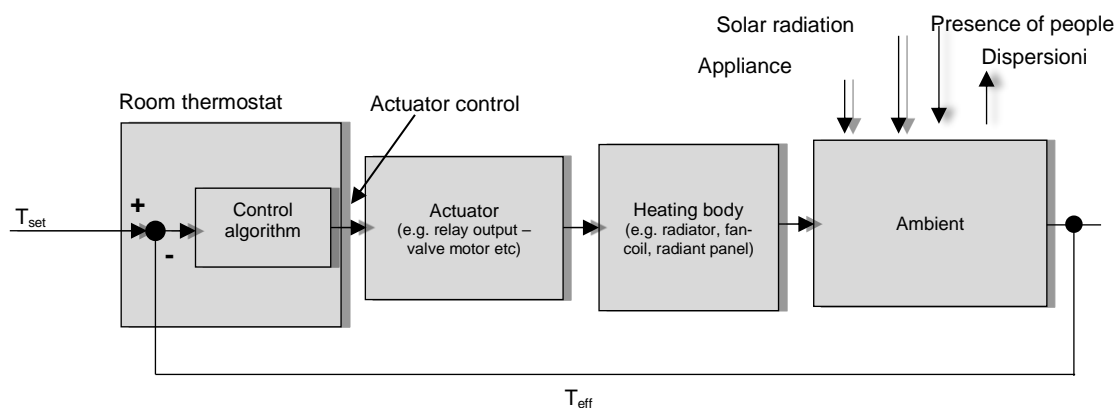 Solar radiation
Presence of people
Appliance
Dispersioni
Room thermostat
Actuator control
T_set
+
-
Control
algorithm
Actuator
(e.g. relay output –
valve motor etc)
Heating body
(e.g. radiator, fan-
coil, radiant panel)
Ambient
T_eff